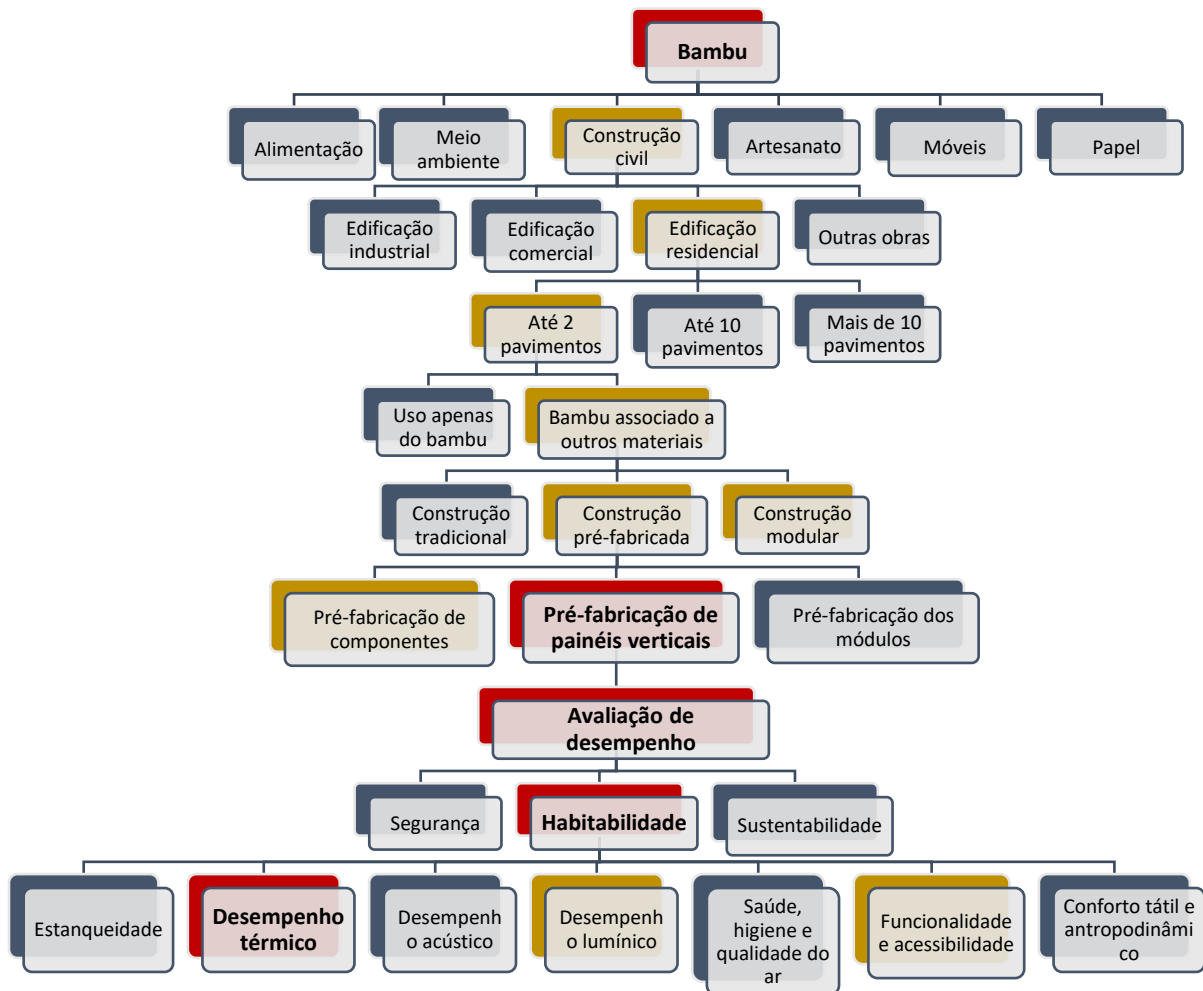 Bambu
Alimentação
Meio
ambiente
Construção
civil
Artesanato
Móveis
Papel
Edificação
industrial
Edificação
comercial
Edificação
residencial
Outras obras
Até 2
pavimentos
Até 10
pavimentos
Mais de 10
pavimentos
Uso apenas
do bambu
Bambu associado a
outros materiais
Construção
tradicional
Construção
pré-fabricada
Construção
modular
Pré-fabricação de
componentes
Pré-fabricação de
painéis verticais
Pré-fabricação dos
módulos
Avaliação de
desempenho
Segurança
Habitabilidade
Sustentabilidade
Estanqueidade
Desempenho
térmico
Desempenh
o acústico
Desempenh
o lumínico
Saúde,
higiene e
qualidade do
ar
Funcionalidade
e acessibilidade
Conforto tátil e
antropodinâmi
co